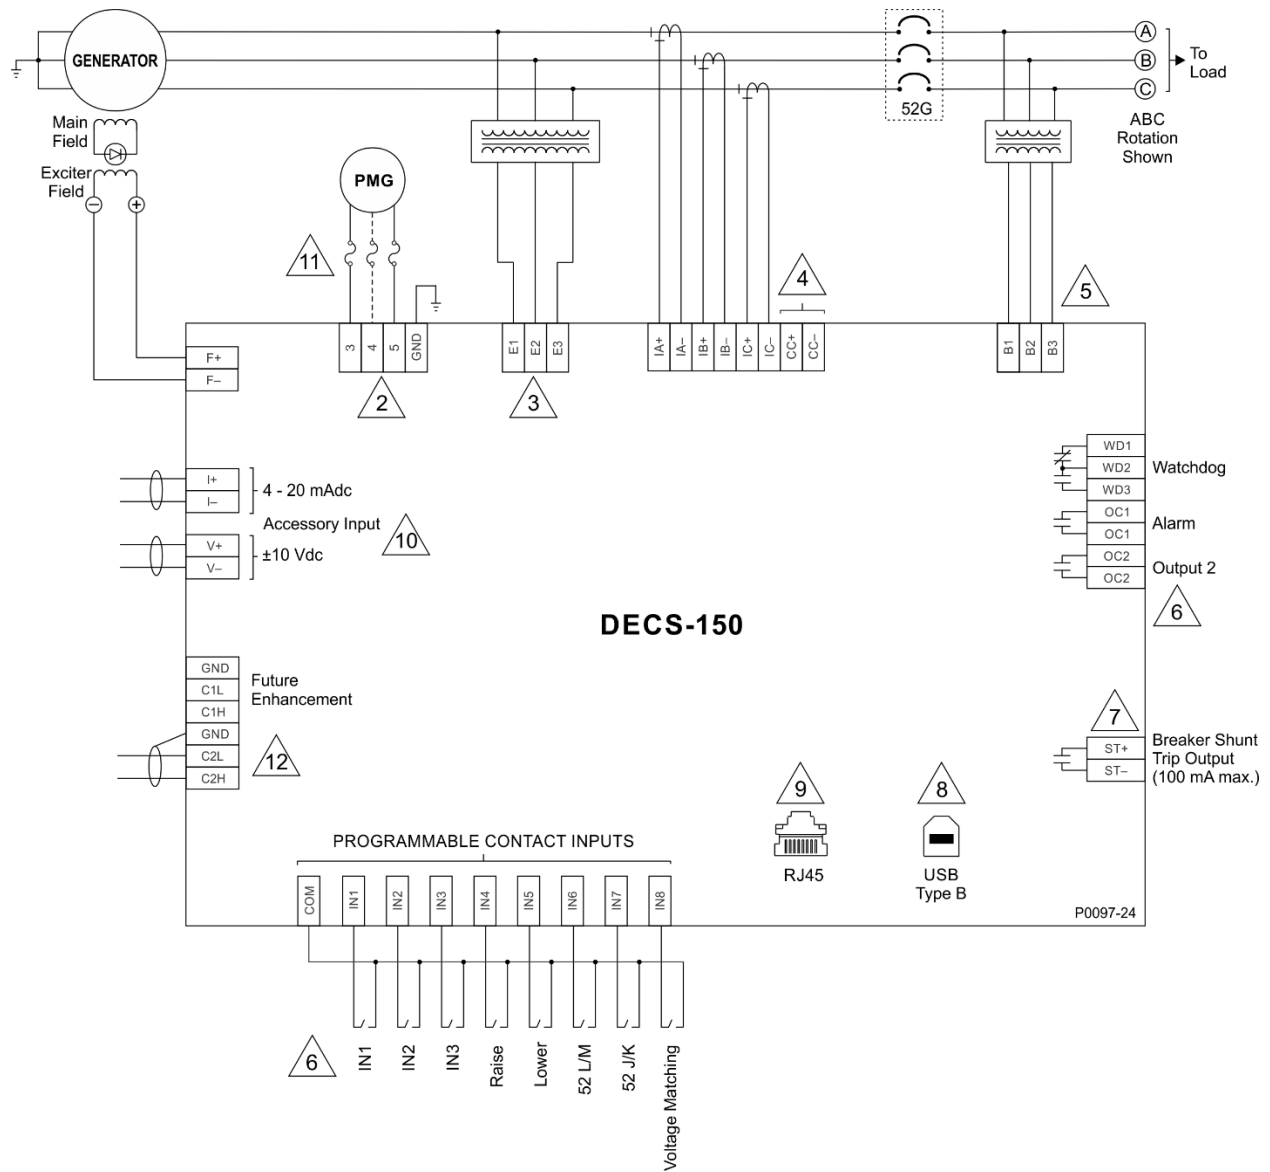 GENERATOR
A
B
C
To
Load
52G
ABC
Rotation
Shown
Main
Field
Exciter
Field
−
+
PMG
11
4
5
3
4
5
GND
E1
E2
E3
IA+
IA−
IB+
IB−
IC+
IC−
CC+
CC−
B1
B2
B3
2
3
F+
F−
I+
I−
4 - 20 mAdc
Accessory Input
10
V+
V−
±10 Vdc
WD1
WD2
WD3
Watchdog
OC1
OC1
Alarm
OC2
OC2
Output 2
6
DECS-150
GND
C1L
C1H
GND
C2L
C2H
Future
Enhancement
12
7
ST+
ST−
Breaker Shunt
Trip Output
(100 mA max.)
9
RJ45
8
USB
Type B
PROGRAMMABLE CONTACT INPUTS
COM
IN1
IN2
IN3
IN4
IN5
IN6
IN7
IN8
P0097-24
6
IN1
IN2
IN3
Raise
Lower
52 L/M
52 J/K
Voltage Matching